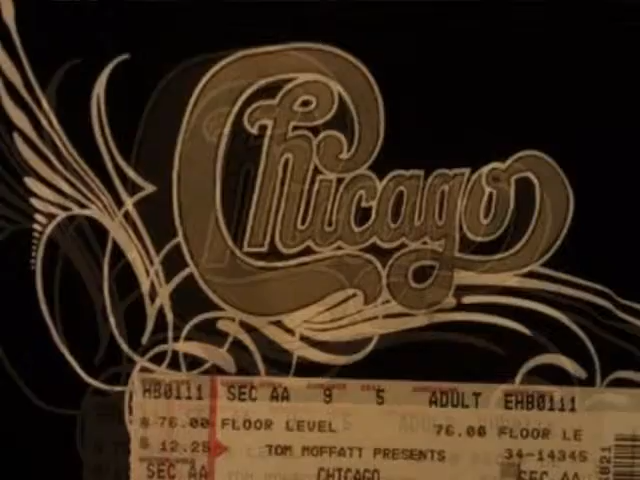 Chicago
HB0111 SEC AA 9 5 ADULT EHB0111
$ 76.00 FLOOR LEVEL 76.00 FLOOR LE
$ 12.25 TOM MOFFATT PRESENTS 34-14345
SEC AA CHICAGO SEC AA